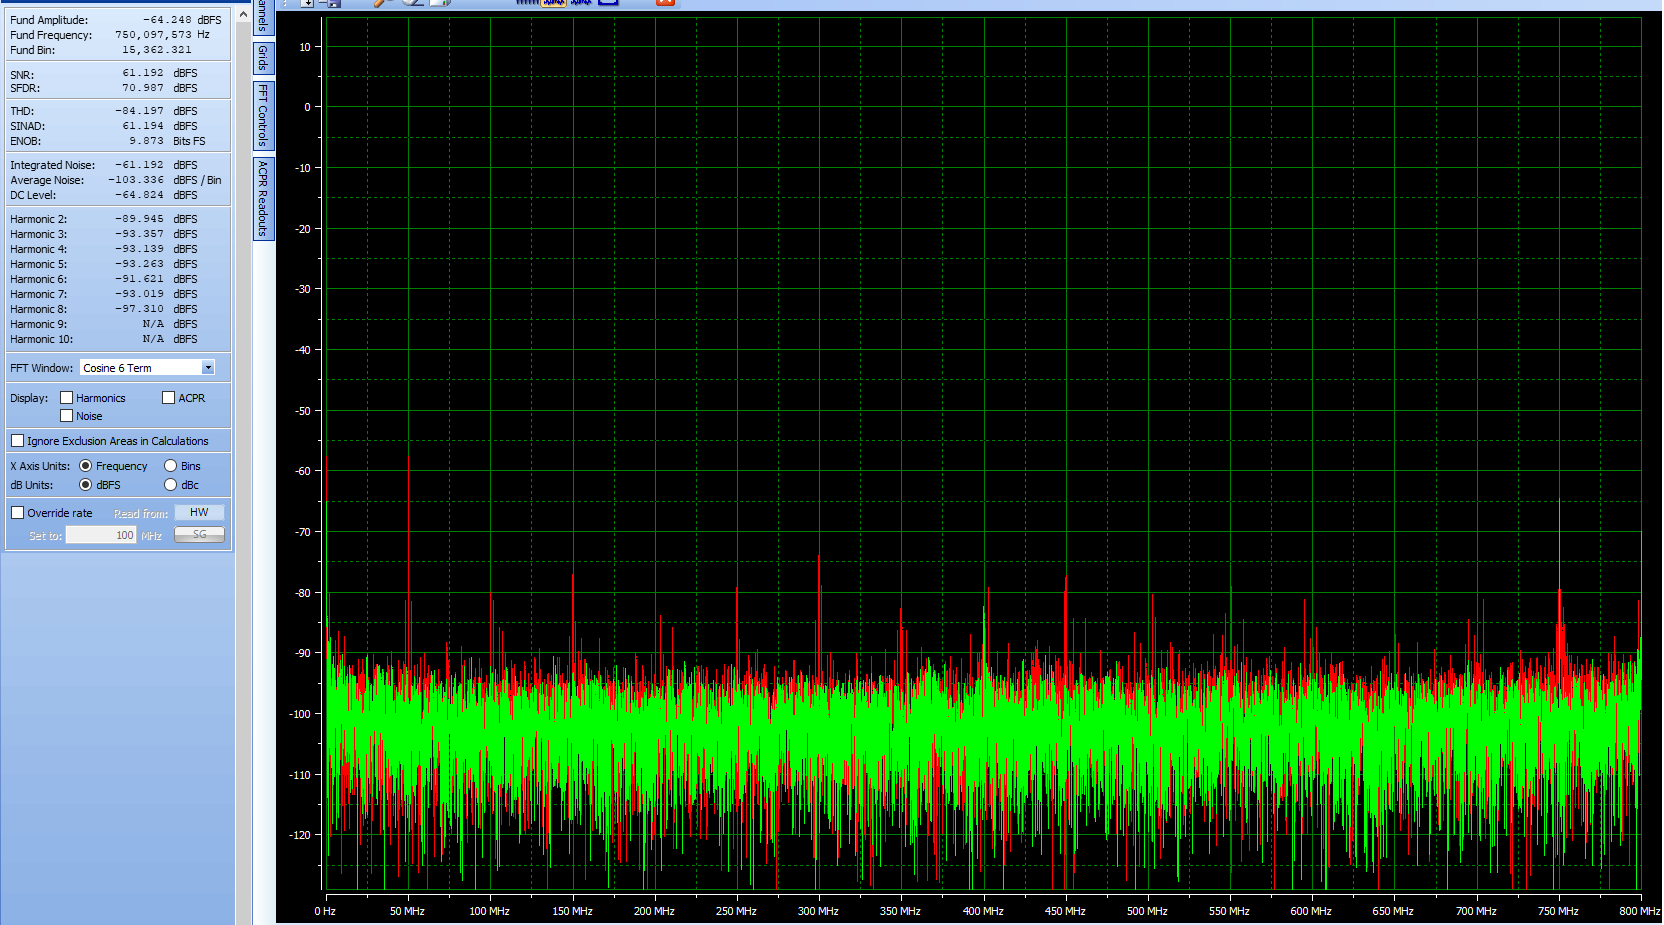 Fund Amplitude: -64.248 dBFS
Fund Frequency: 750,097,573 Hz
Fund Bin: 15,362.321
SNR: 61.192 dBFS
SFDR: 70.987 dBFS
THD: -84.197 dBFS
SINAD: 61.194 dBFS
ENOB: 9.873 Bits FS
Integrated Noise: -61.192 dBFS
Average Noise: -103.336 dBFS / Bin
DC Level: -64.824 dBFS
Harmonic 2: -89.945 dBFS
Harmonic 3: -93.357 dBFS
Harmonic 4: -93.139 dBFS
Harmonic 5: -93.263 dBFS
Harmonic 6: -91.621 dBFS
Harmonic 7: -93.019 dBFS
Harmonic 8: -97.310 dBFS
Harmonic 9: N/A dBFS
Harmonic 10: N/A dBFS
FFT Window: Cosine 6 Term
Display: Harmonics ACPR
Noise
Ignore Exclusion Areas in Calculations
X Axis Units: Frequency Bins
dB Units: dBFS dBc
Override rate Read from: HW
Set to: 100 MHz SG
Grids
FFT Controls
ACPR Readouts
10
0
-10
-20
-30
-40
-50
-60
-70
-80
-90
-100
-110
-120
0 Hz 50 MHz 100 MHz 150 MHz 200 MHz 250 MHz 300 MHz 350 MHz 400 MHz 450 MHz 500 MHz 550 MHz 600 MHz 650 MHz 700 MHz 750 MHz 800 MHz